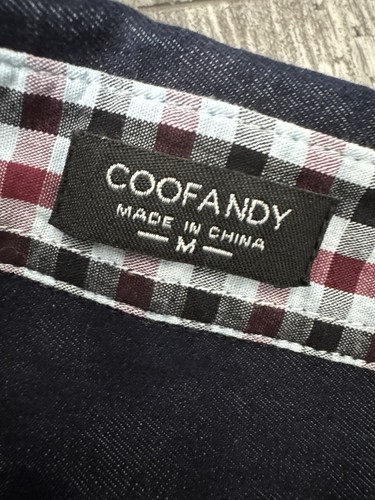 COOFANDY
MADE IN CHINA
— M —